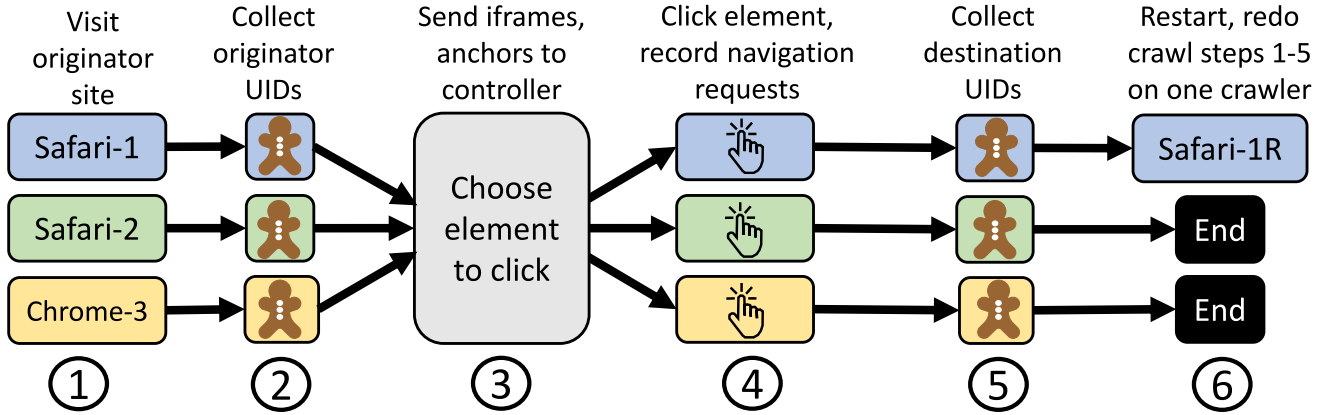 Visit
originator
site
Collect
originator
UIDs
Send iframes,
anchors to
controller
Click element,
record navigation
requests
Collect
destination
UIDs
Restart, redo
crawl steps 1-5
on one crawler
Safari-1
Safari-2
Chrome-3
Choose
element
to click
Safari-1R
End
End
1
2
3
4
5
6